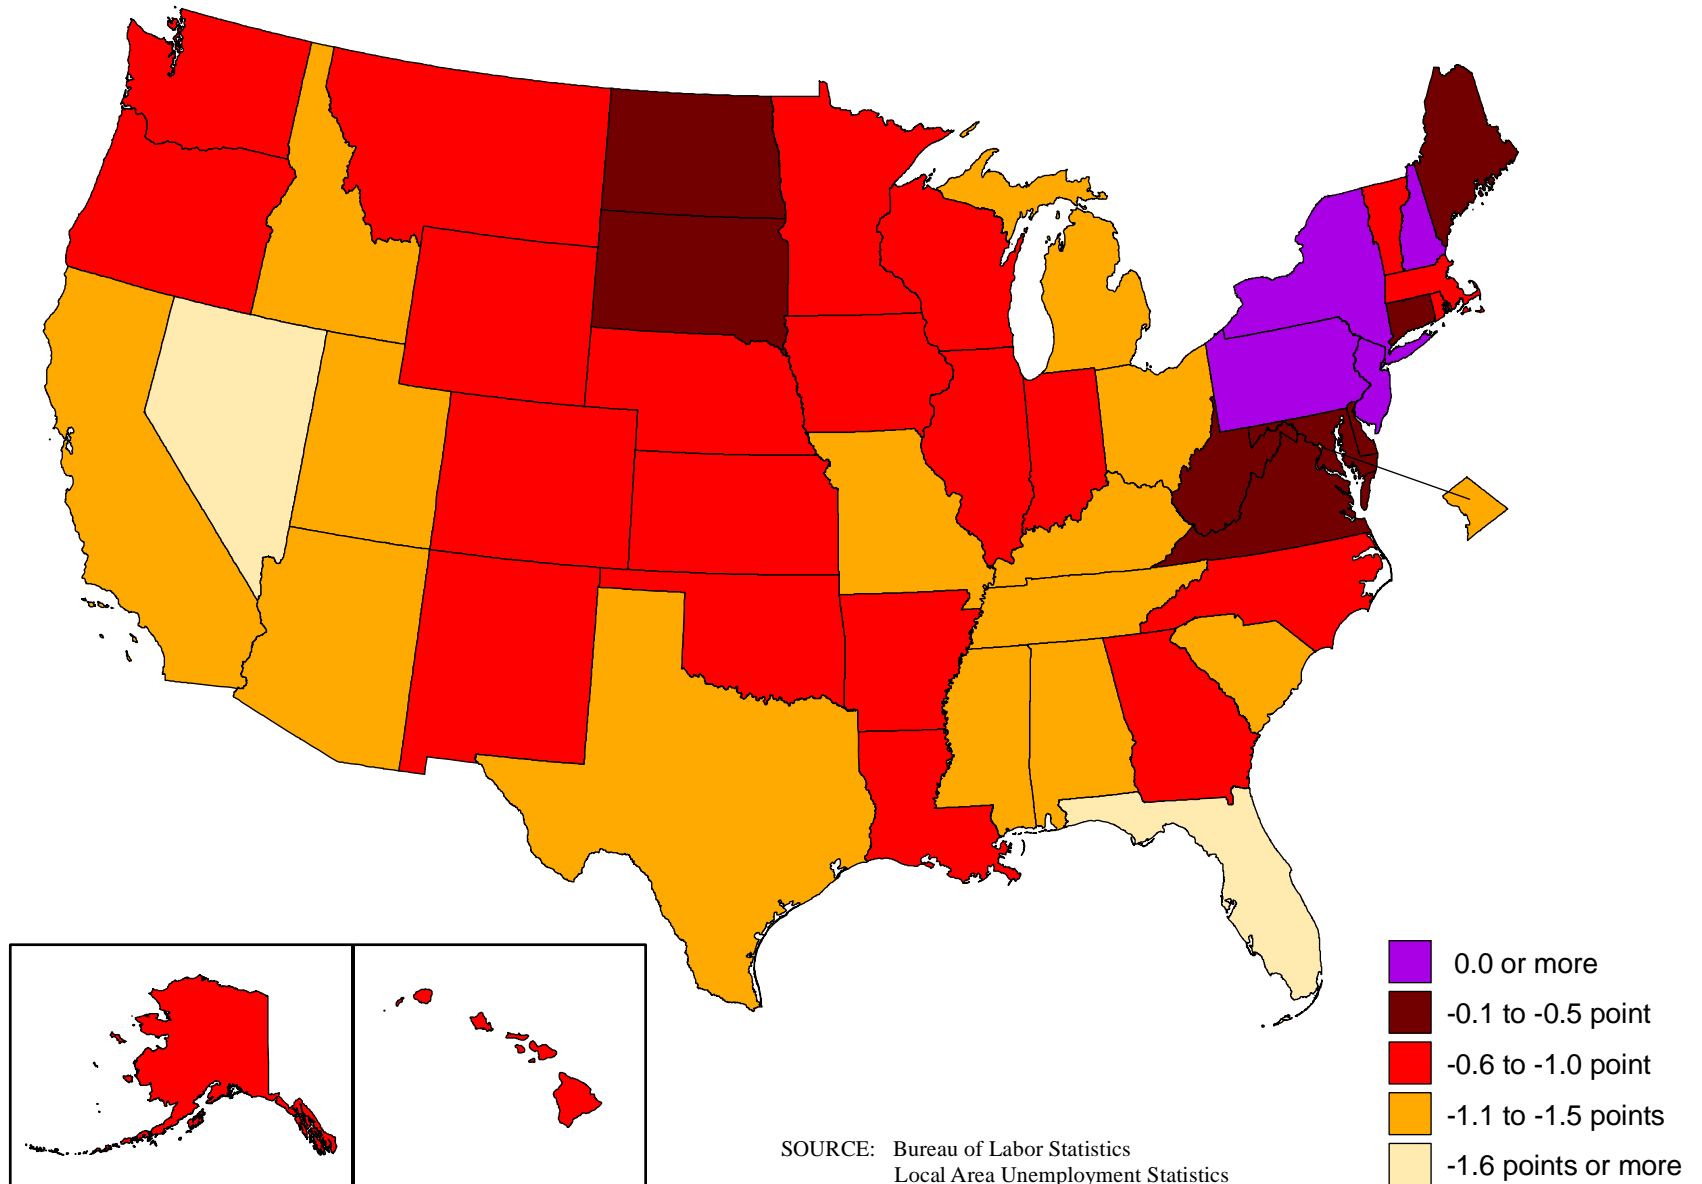 0.0 or more
-0.1 to -0.5 point
-0.6 to -1.0 point
-1.1 to -1.5 points
-1.6 points or more
SOURCE: Bureau of Labor Statistics
Local Area Unemployment Statistics